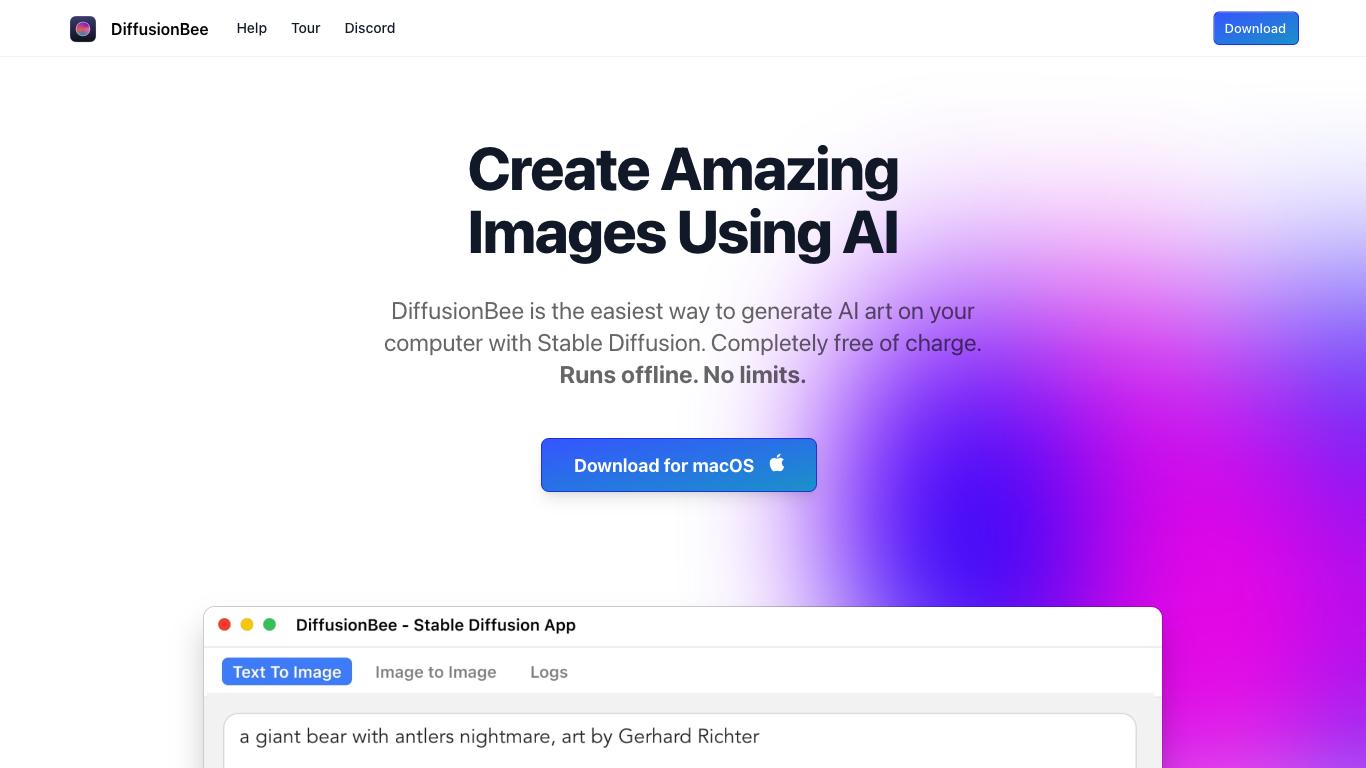 DiffusionBee
Help
Tour
Discord
Download
Create Amazing
Images Using AI
DiffusionBee is the easiest way to generate AI art on your
computer with Stable Diffusion. Completely free of charge.
Runs offline. No limits.
Download for macOS
DiffusionBee - Stable Diffusion App
Text To Image
Image to Image
Logs
a giant bear with antlers nightmare, art by Gerhard Richter